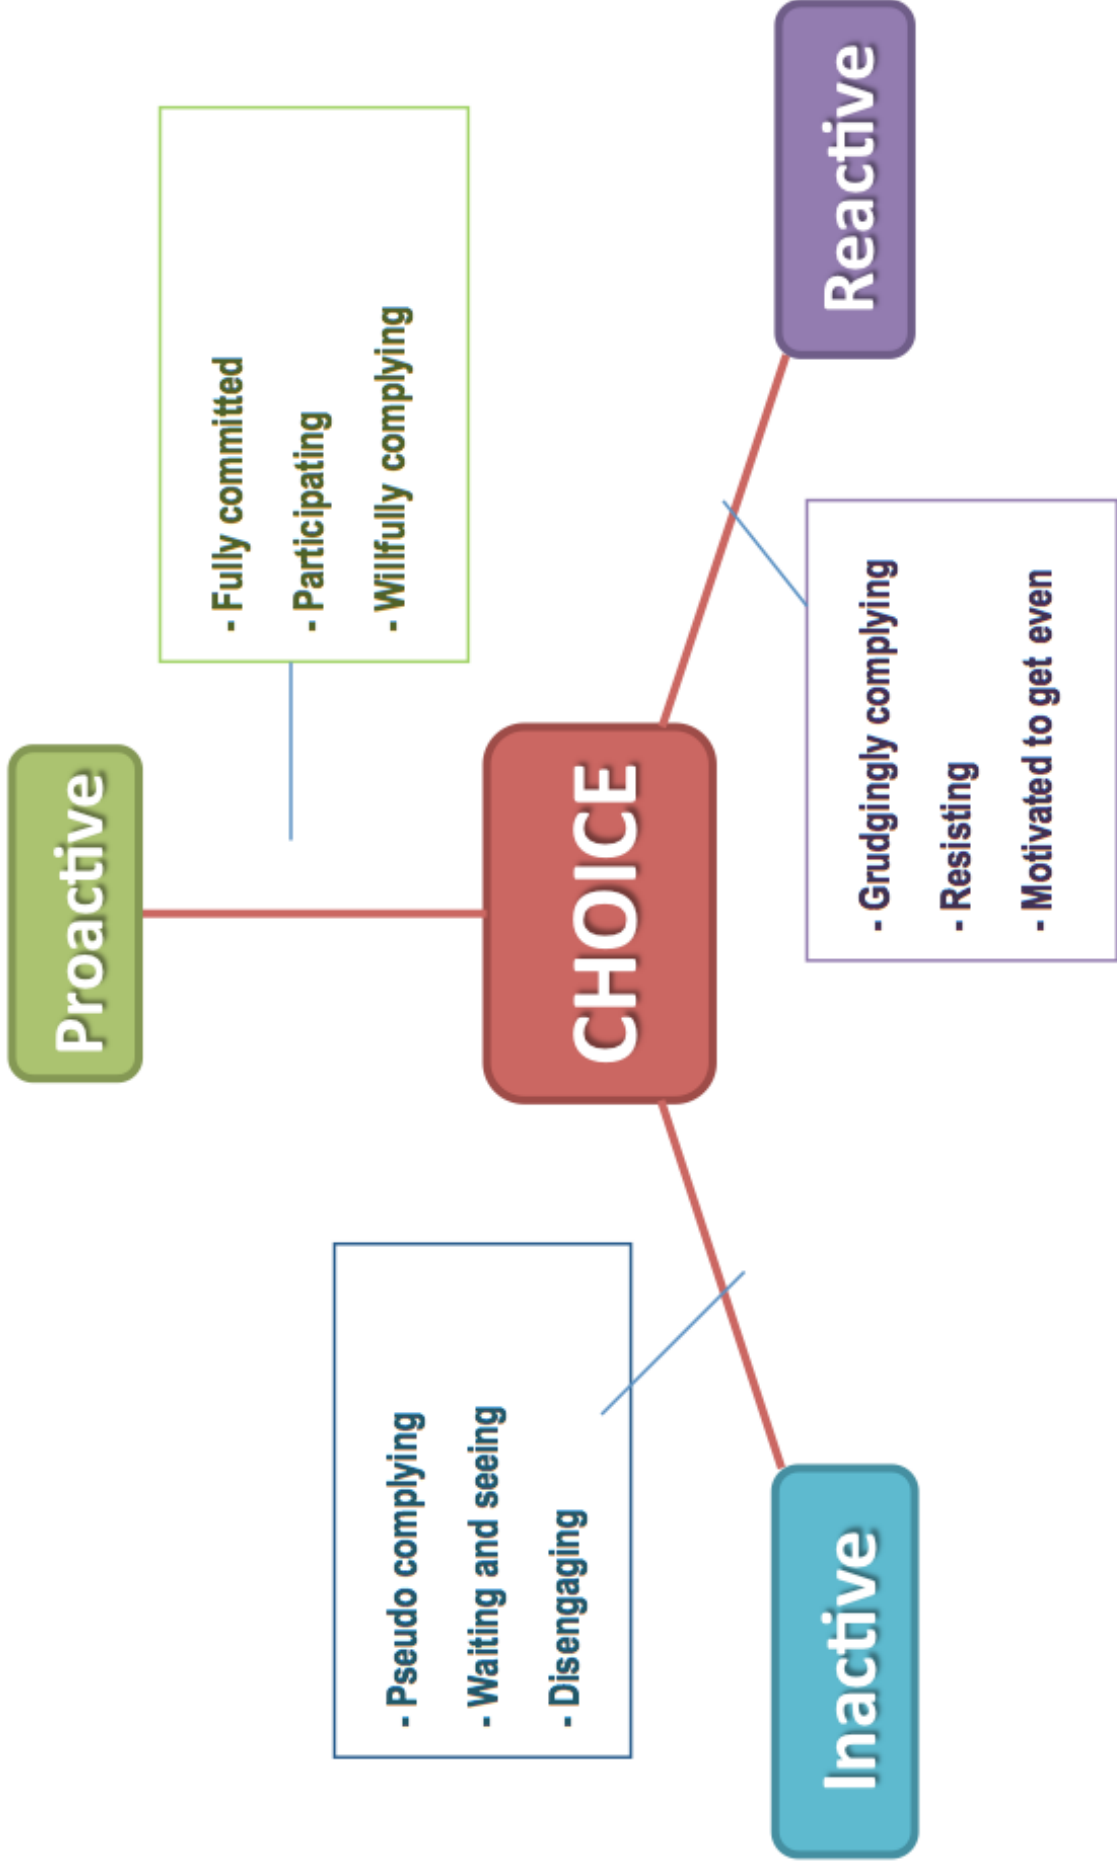 Proactive
- Fully committed
- Participating
- Willfully complying
CHOICE
- Pseudo complying
- Waiting and seeing
- Disengaging
Inactive
Reactive
- Grudgingly complying
- Resisting
- Motivated to get even